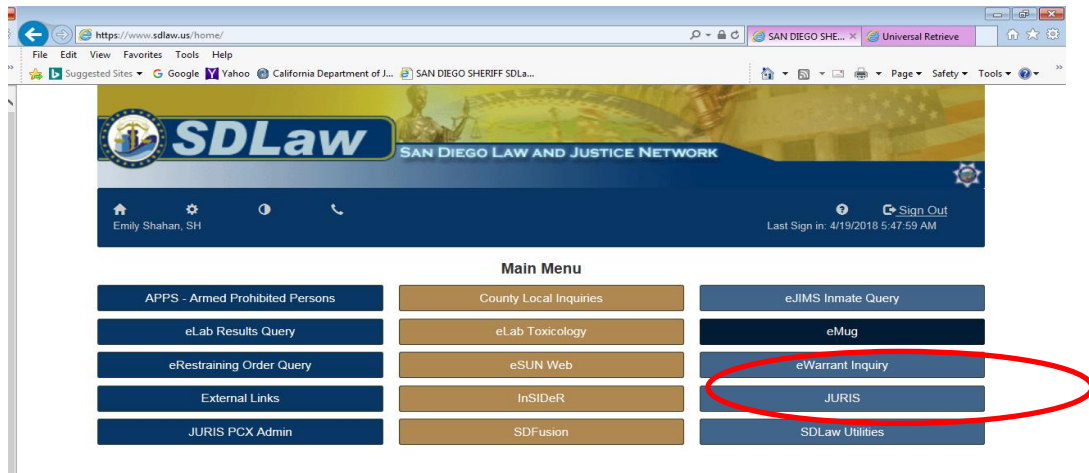 https://www.sdlaw.us/home/
SAN DIEGO SHE...
Universal Retrieve
File Edit View Favorites Tools Help
Suggested Sites Google Yahoo California Department of J... SAN DIEGO SHERIFF SDLa...
Page Safety Tools
SDLaw SAN DIEGO LAW AND JUSTICE NETWORK
Sign Out
Emily Shahan, SH Last Sign in: 4/19/2018 5:47:59 AM
Main Menu
APPS - Armed Prohibited Persons County Local Inquiries eJIMS Inmate Query
eLab Results Query eLab Toxicology eMug
eRestraining Order Query eSUN Web eWarrant Inquiry
External Links InSIDeR JURIS
JURIS PCX Admin SDFusion SDLaw Utilities